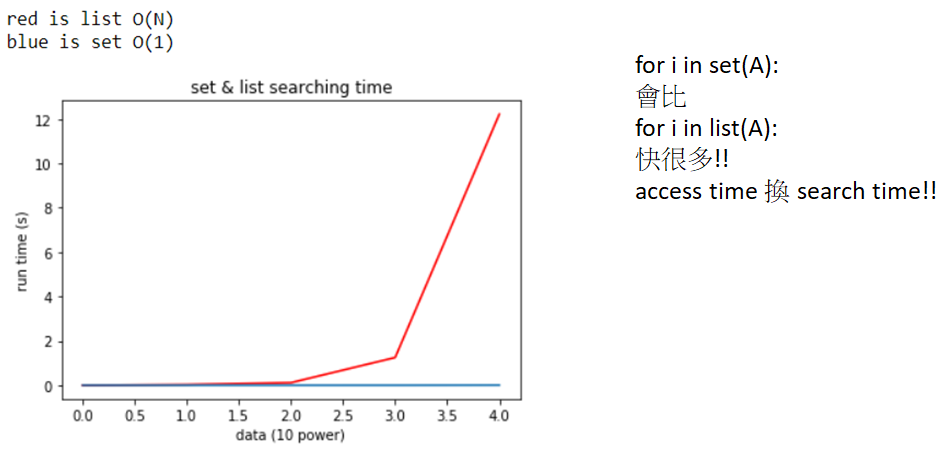 red is list O(N)
blue is set O(1)
set & list searching time
run time (s)
12
10
8
6
4
2
0
0.0 0.5 1.0 1.5 2.0 2.5 3.0 3.5 4.0
data (10 power)
for i in set(A):
會比
for i in list(A):
快很多!!
access time 換 search time!!